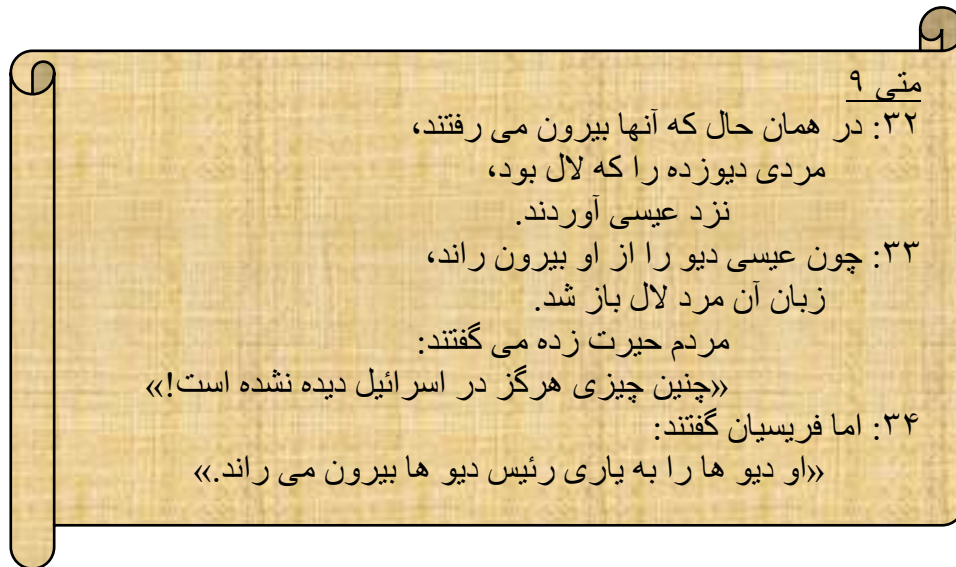 متی ۹
۳۲: در همان حال که آنها بیرون می رفتند،
مردی دیوزده را که لال بود،
نزد عیسی آوردند.
۳۳: چون عیسی دیو را از او بیرون راند،
زبان آن مرد لال باز شد.
مردم حیرت زده می گفتند:
«چنین چیزی هرگز در اسرائیل دیده نشده است!»
۳۴: اما فریسیان گفتند:
«او دیو ها را به یاری رئیس دیو ها بیرون می راند.»